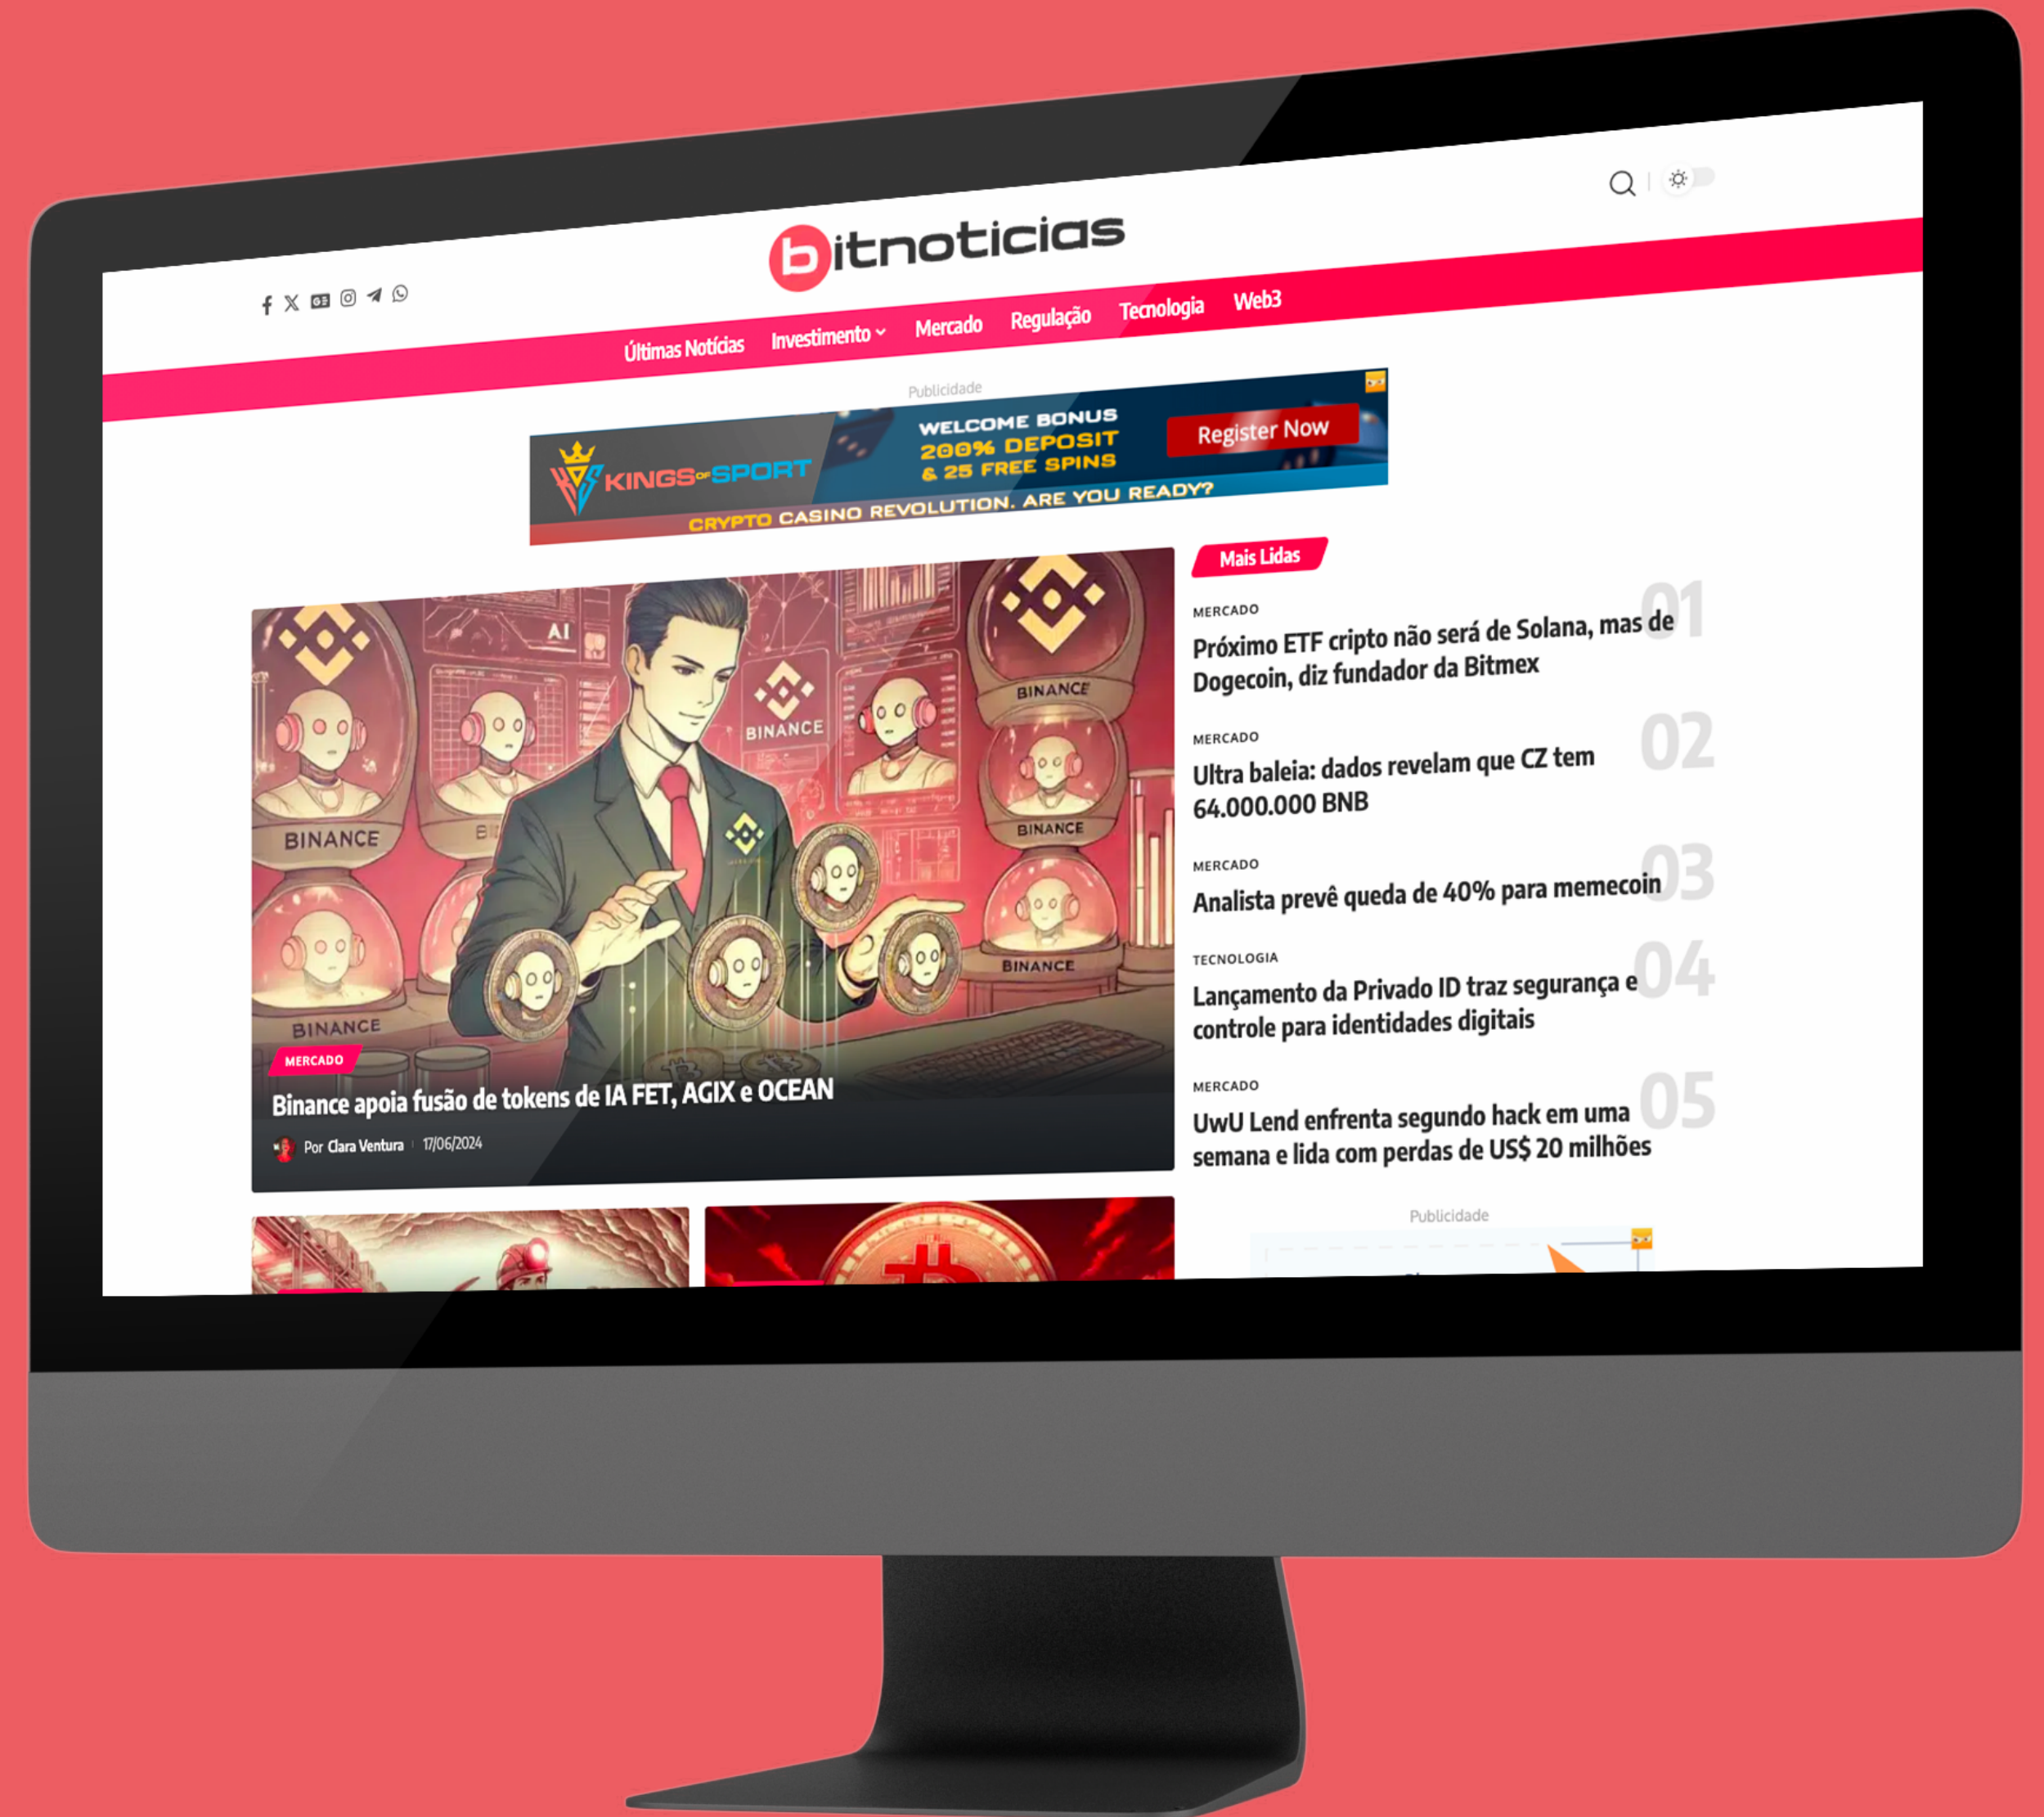 bitnoticias
Últimas Notícias Investimento Mercado Regulação Tecnologia Web3
Publicidade
KINGS OF SPORT
WELCOME BONUS
200% DEPOSIT
& 25 FREE SPINS
Register Now
CRYPTO CASINO REVOLUTION. ARE YOU READY?
AI
BINANCE
BINANCE
BINANCE
BINANCE
BINANCE
BINANCE
BINANCE
MERCADO
Binance apoia fusão de tokens de IA FET, AGIX e OCEAN
Por Clara Ventura 17/06/2024
Mais Lidas
MERCADO
01
Próximo ETF cripto não será de Solana, mas de
Dogecoin, diz fundador da Bitmex
MERCADO
02
Ultra baleia: dados revelam que CZ tem
64.000.000 BNB
MERCADO
03
Analista prevê queda de 40% para memecoin
TECNOLOGIA
04
Lançamento da Privado ID traz segurança e
controle para identidades digitais
MERCADO
05
UwU Lend enfrenta segundo hack em uma
semana e lida com perdas de US$ 20 milhões
Publicidade